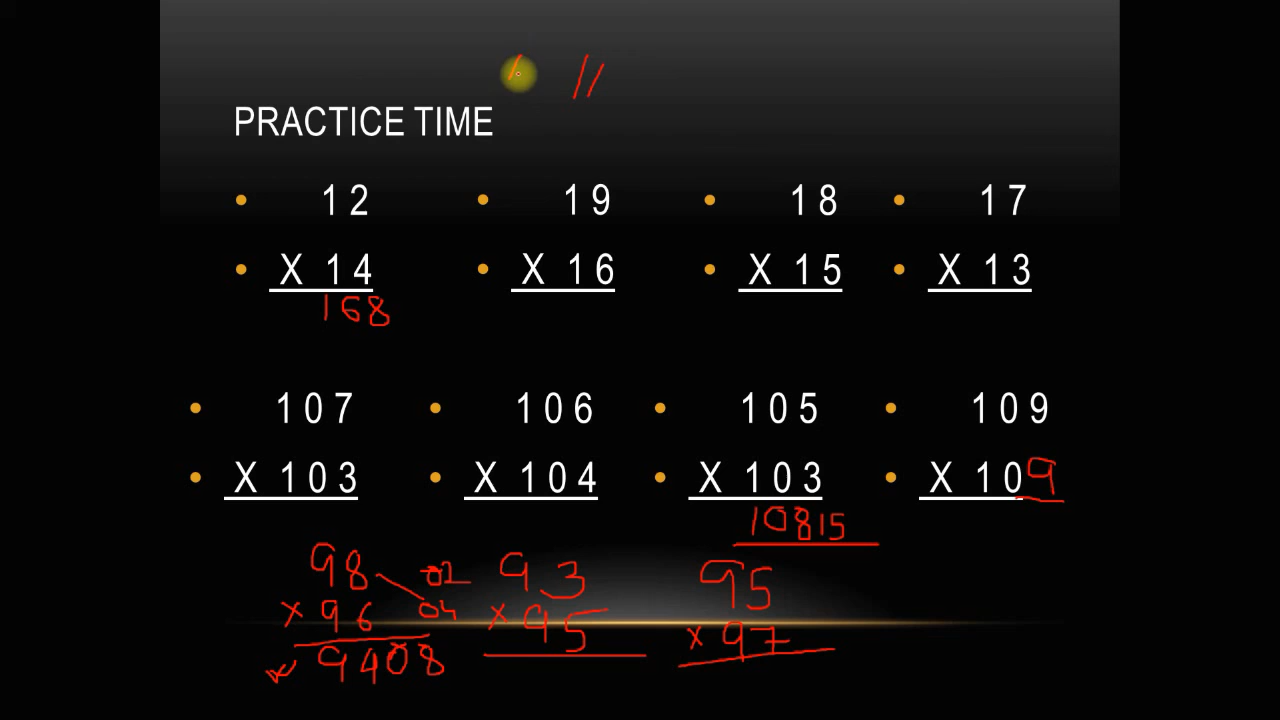 PRACTICE TIME
• 12 • 19 • 18 • 17
• X 14 • X 16 • X 15 • X 13
168
• 107 • 106 • 105 • 109
• X 103 • X 104 • X 103 • X 109
10815
98 02 93 95
x 96 04 x 95 x 97
9408